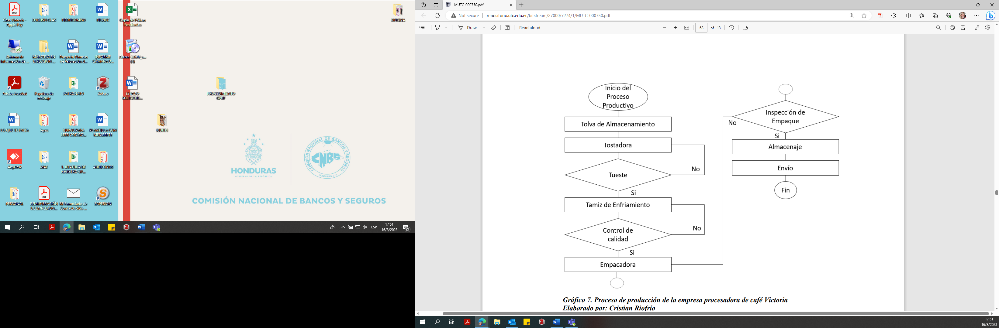 Caso Fintech -
Apple Pay
ENGLISH CLAS
FIEDEICOMISO
FIHNEC
Copia de Pólizas
Pendientes
OFICINA
Sistema de
Información de ...
MAESTRIA EN
DIRECCION ...
Proyecto Normas
de Valoración d...
INFORME
CÁMARA D...
Zotero-6.0.26_s...
(1)
Adobe Acrobat
Papelera de
reciclaje
PATRONATO
Zotero
ESTADO
SOLICITUD...
PROCEDIMIENTO
GPUF
LO QUE TE FALTA
leyes
LIBROS PARA
LEER CODIGO...
PLANTILLA CON
MEMBRETE
JUDITH
AnyDesk
MAE
1. JEFATURA DE
REGISTRO GP...
AUDIFONOS
PERSONAL
REMUNERACIÓN
DE EMPLEADO...
RE Formulario de
Contacto Sitio ...
SAPERION
HONDURAS
GOBIERNO DE LA REPÚBLICA
COMISION NACIONAL DE BANCOS Y SEGUROS
CNBS
HONDURAS, C.A.
COMISIÓN NACIONAL DE BANCOS Y SEGUROS
ESP
17:51
16/8/2023
21
MUTC-000750.pdf
Not secure
repositorio.utc.edu.ec/bitstream/27000/7274/1/MUTC-000750.pdf
Draw
Read aloud
68
of 113
Inicio del
Proceso
Productivo
Tolva de Almacenamiento
Tostadora
No
Tueste
Si
Tamiz de Enfriamiento
No
Control de
calidad
Si
Empacadora
Inspección de
Empaque
No
Si
Almacenaje
Envío
Fin
Gráfico 7. Proceso de producción de la empresa procesadora de café Victoria
Elaborado por: Cristian Riofrío
17:51
16/8/2023